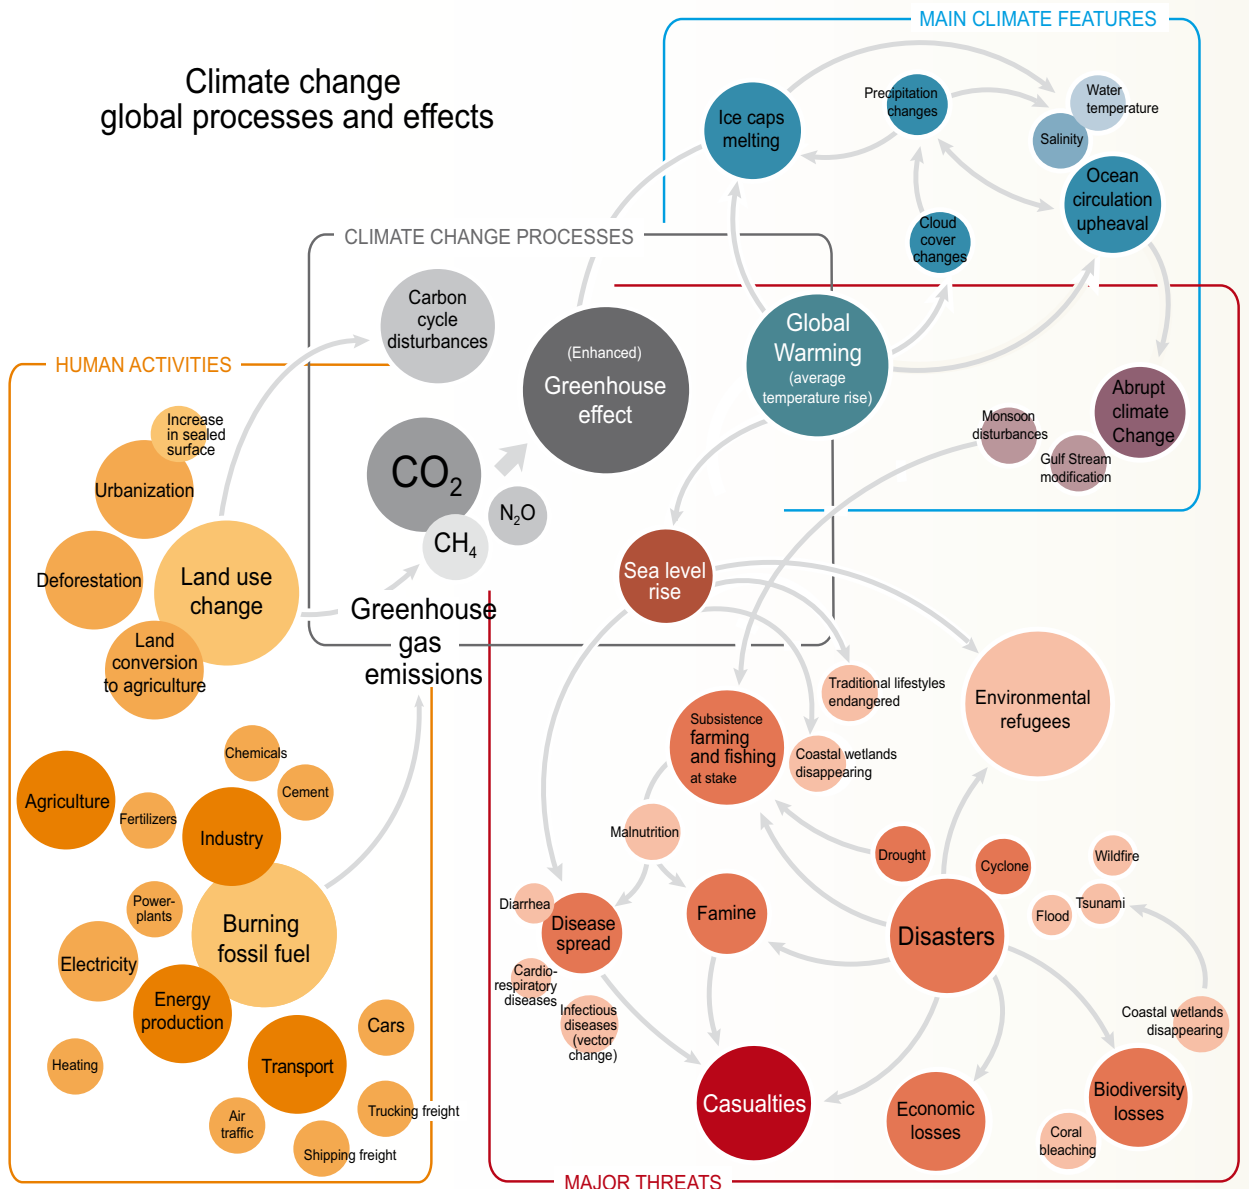 Climate change
global processes and effects
MAIN CLIMATE FEATURES
Ice caps
melting
Precipitation
changes
Water
temperature
Salinity
Ocean
circulation
upheaval
Cloud
cover
changes
CLIMATE CHANGE PROCESSES
Carbon
cycle
disturbances
(Enhanced)
Greenhouse
effect
Global
Warming
(average
temperature rise)
Abrupt
climate
Change
Monsoon
disturbances
Gulf Stream
modification
CO2
N2O
CH4
Greenhouse
gas
emissions
HUMAN ACTIVITIES
Increase
in sealed
surface
Urbanization
Deforestation
Land use
change
Land
conversion
to agriculture
Chemicals
Cement
Agriculture
Fertilizers
Industry
Power-
plants
Burning
fossil fuel
Electricity
Energy
production
Heating
Transport
Cars
Air
traffic
Trucking freight
Shipping freight
Sea level
rise
Traditional lifestyles
endangered
Environmental
refugees
Subsistence
farming
and fishing
at stake
Coastal wetlands
disappearing
Malnutrition
Drought
Cyclone
Wildfire
Tsunami
Flood
Diarrhea
Disease
spread
Famine
Disasters
Cardio-
respiratory
diseases
Infectious
diseases
(vector
change)
Coastal wetlands
disappearing
Casualties
Economic
losses
Biodiversity
losses
Coral
bleaching
MAJOR THREATS